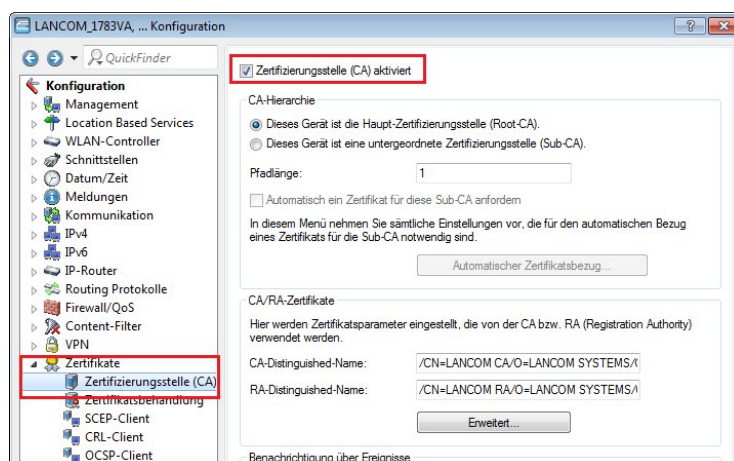 LANCOM_1783VA, ... Konfiguration
QuickFinder
Konfiguration
Management
Location Based Services
WLAN-Controller
Schnittstellen
Datum/Zeit
Meldungen
Kommunikation
IPv4
IPv6
IP-Router
Routing Protokolle
Firewall/QoS
Content-Filter
VPN
Zertifikate
Zertifizierungsstelle (CA)
Zertifikatsbehandlung
SCEP-Client
CRL-Client
OCSP-Client
Zertifizierungsstelle (CA) aktiviert
CA-Hierarchie
Dieses Gerät ist die Haupt-Zertifizierungsstelle (Root-CA).
Dieses Gerät ist eine untergeordnete Zertifizierungsstelle (Sub-CA).
Pfadlänge: 1
Automatisch ein Zertifikat für diese Sub-CA anfordern
In diesem Menü nehmen Sie sämtliche Einstellungen vor, die für den automatischen Bezug
eines Zertifikats für die Sub-CA notwendig sind.
Automatischer Zertifikatsbezug...
CA/RA-Zertifikate
Hier werden Zertifikatsparameter eingestellt, die von der CA bzw. RA (Registration Authority)
verwendet werden.
CA-Distinguished-Name: /CN=LANCOM CA/O=LANCOM SYSTEMS/
RA-Distinguished-Name: /CN=LANCOM RA/O=LANCOM SYSTEMS/
Erweitert...
Benachrichtigung über Ereignisse